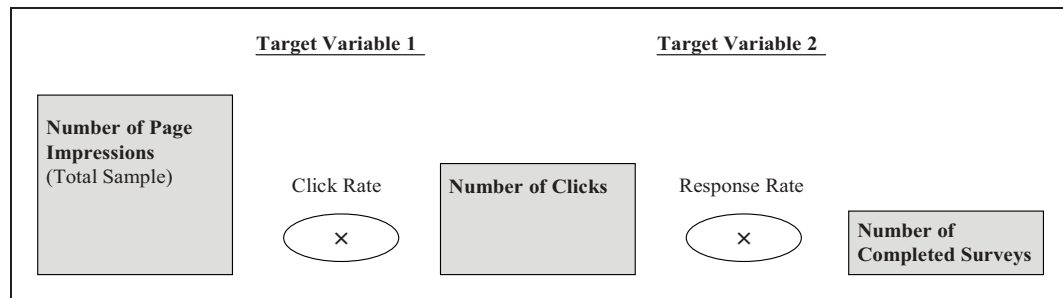 Target Variable 1
Target Variable 2
Number of Page
Impressions
(Total Sample)
Click Rate
×
Number of Clicks
Response Rate
×
Number of
Completed Surveys